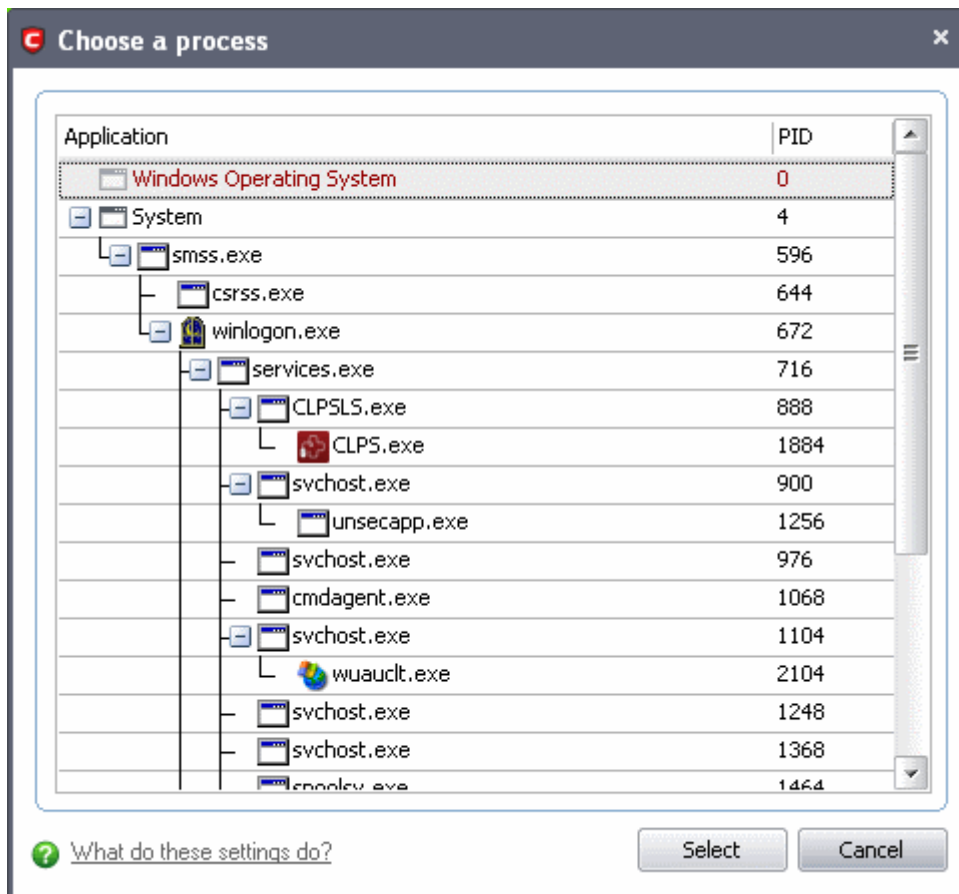 Choose a process
Application PID
Windows Operating System 0
System 4
smss.exe 596
csrss.exe 644
winlogon.exe 672
services.exe 716
CLPSLS.exe 888
CLPS.exe 1884
svchost.exe 900
unsecapp.exe 1256
svchost.exe 976
cmdagent.exe 1068
svchost.exe 1104
wuauclt.exe 2104
svchost.exe 1248
svchost.exe 1368
spoolsv.exe 1464
What do these settings do? Select Cancel